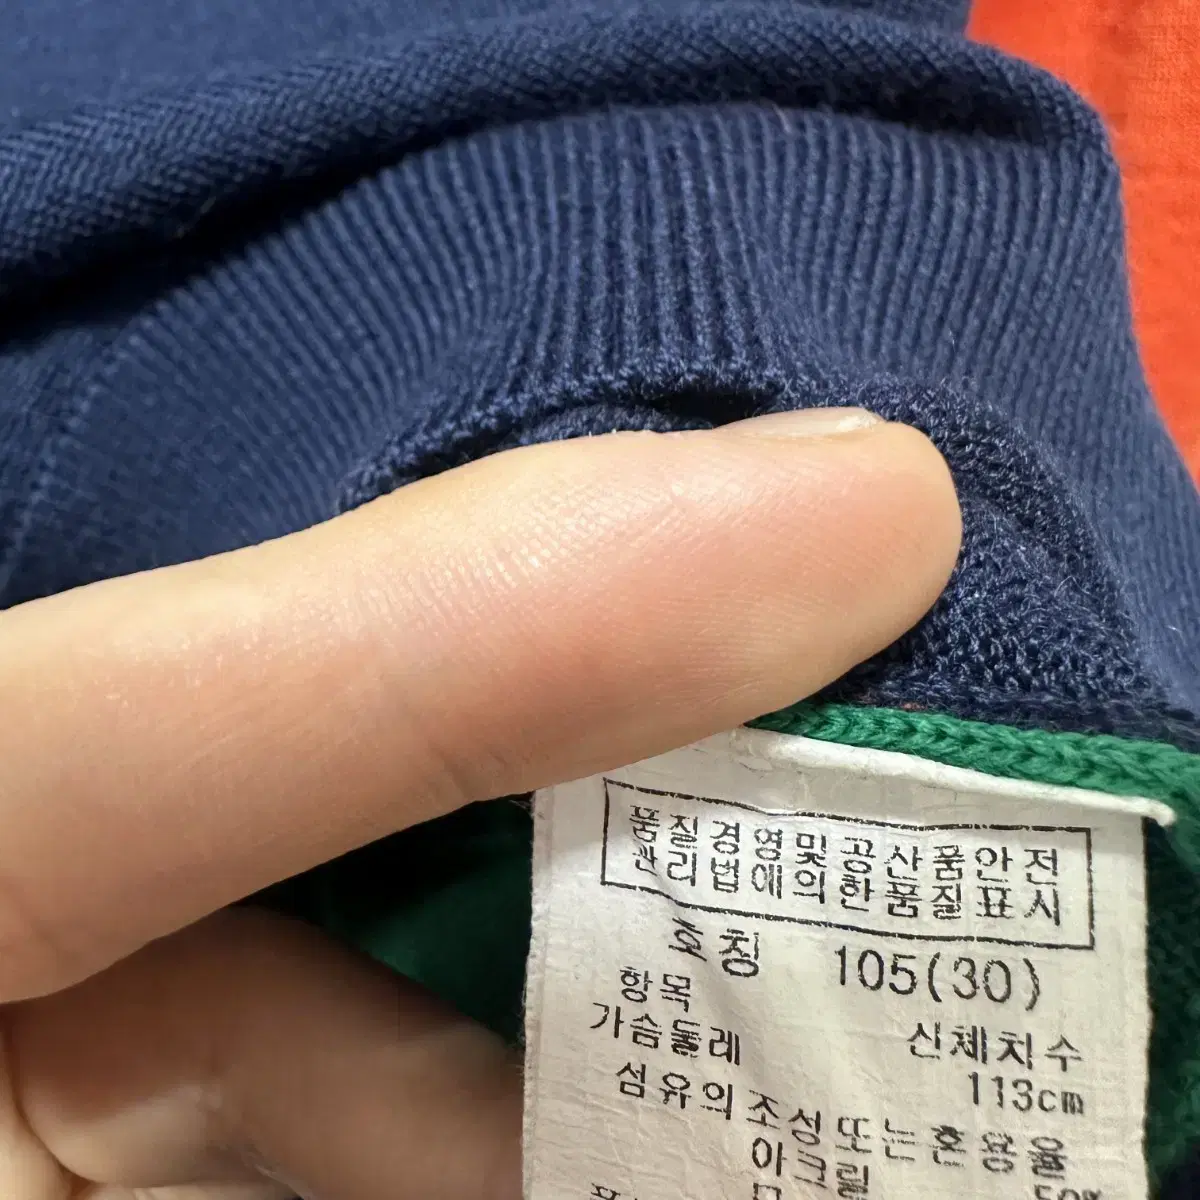 품질경영및공산품안전
관리법에의한품질표시
호칭 105(30)
항목 신체치수
가슴둘레 113cm
섬유의조성또는혼용율
아크릴